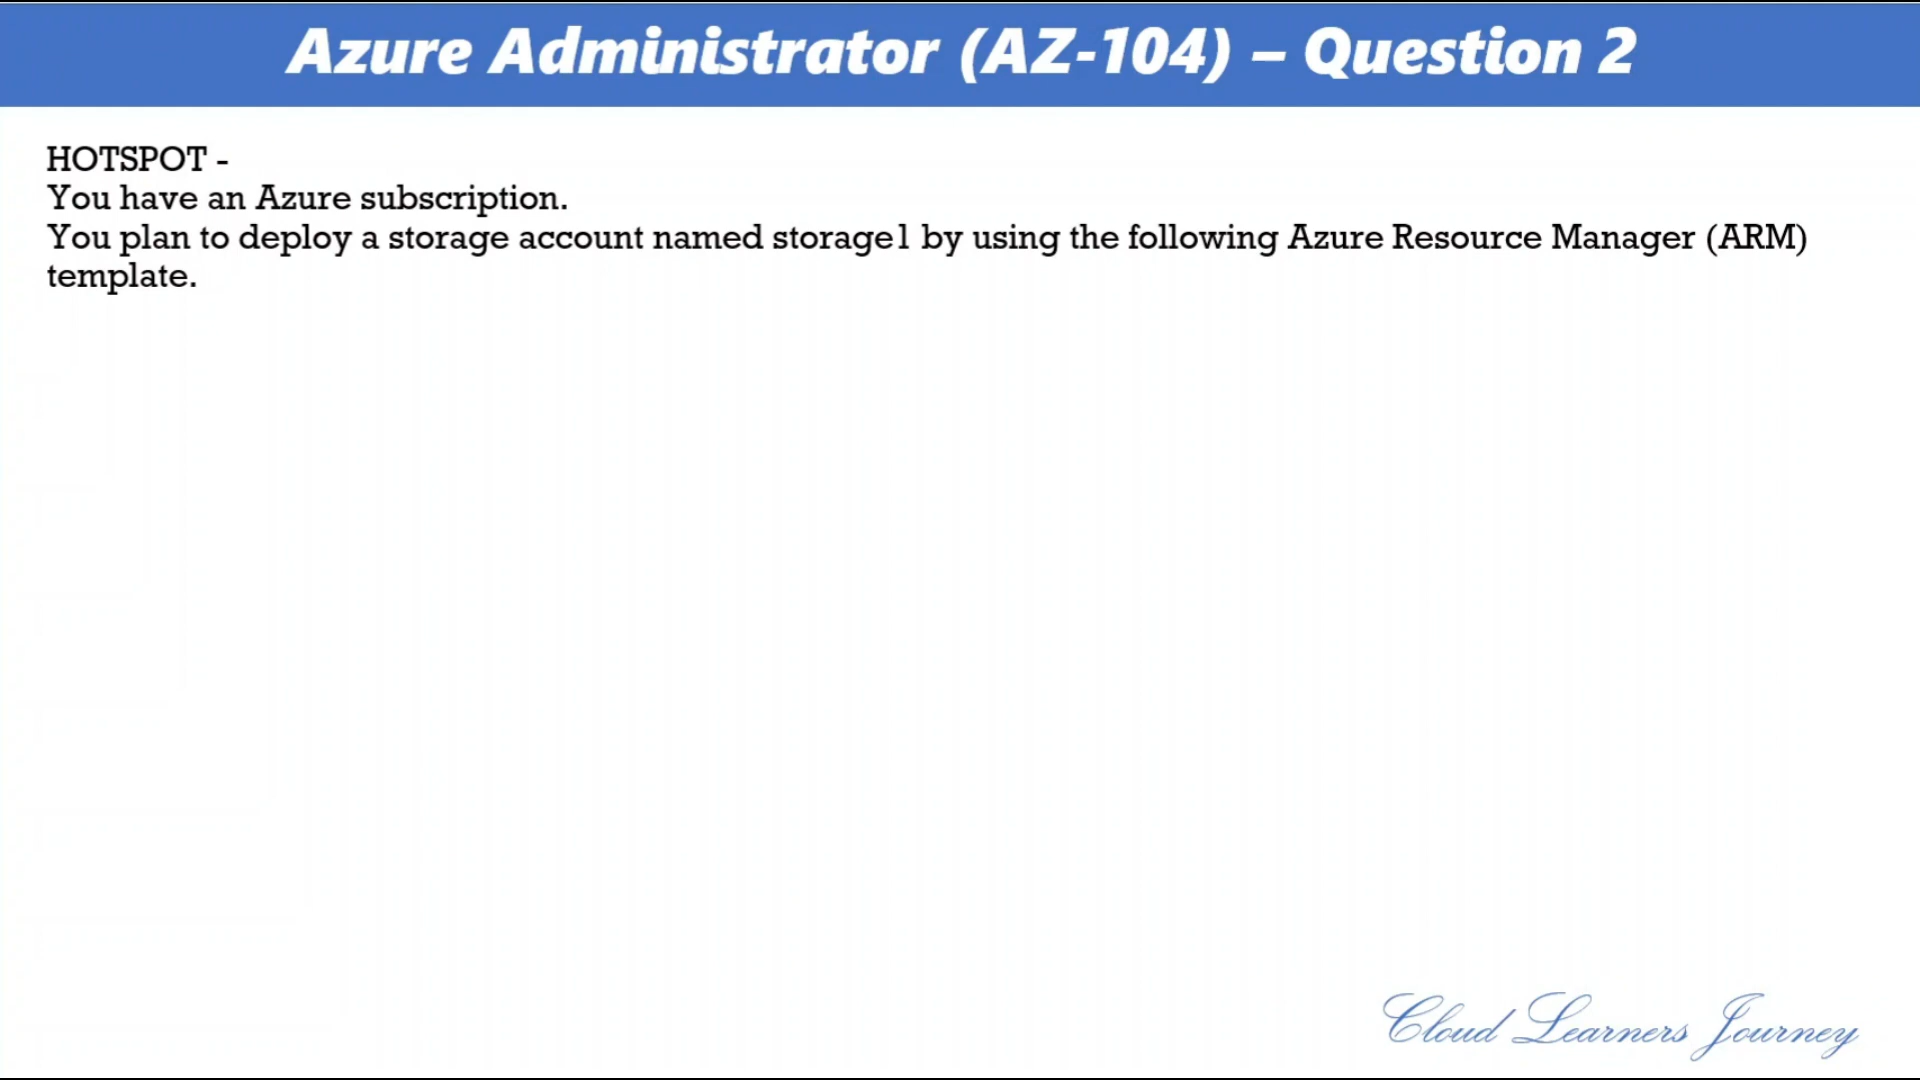 Azure Administrator (AZ-104) – Question 2
HOTSPOT -
You have an Azure subscription.
You plan to deploy a storage account named storage1 by using the following Azure Resource Manager (ARM)
template.
Cloud Learners Journey